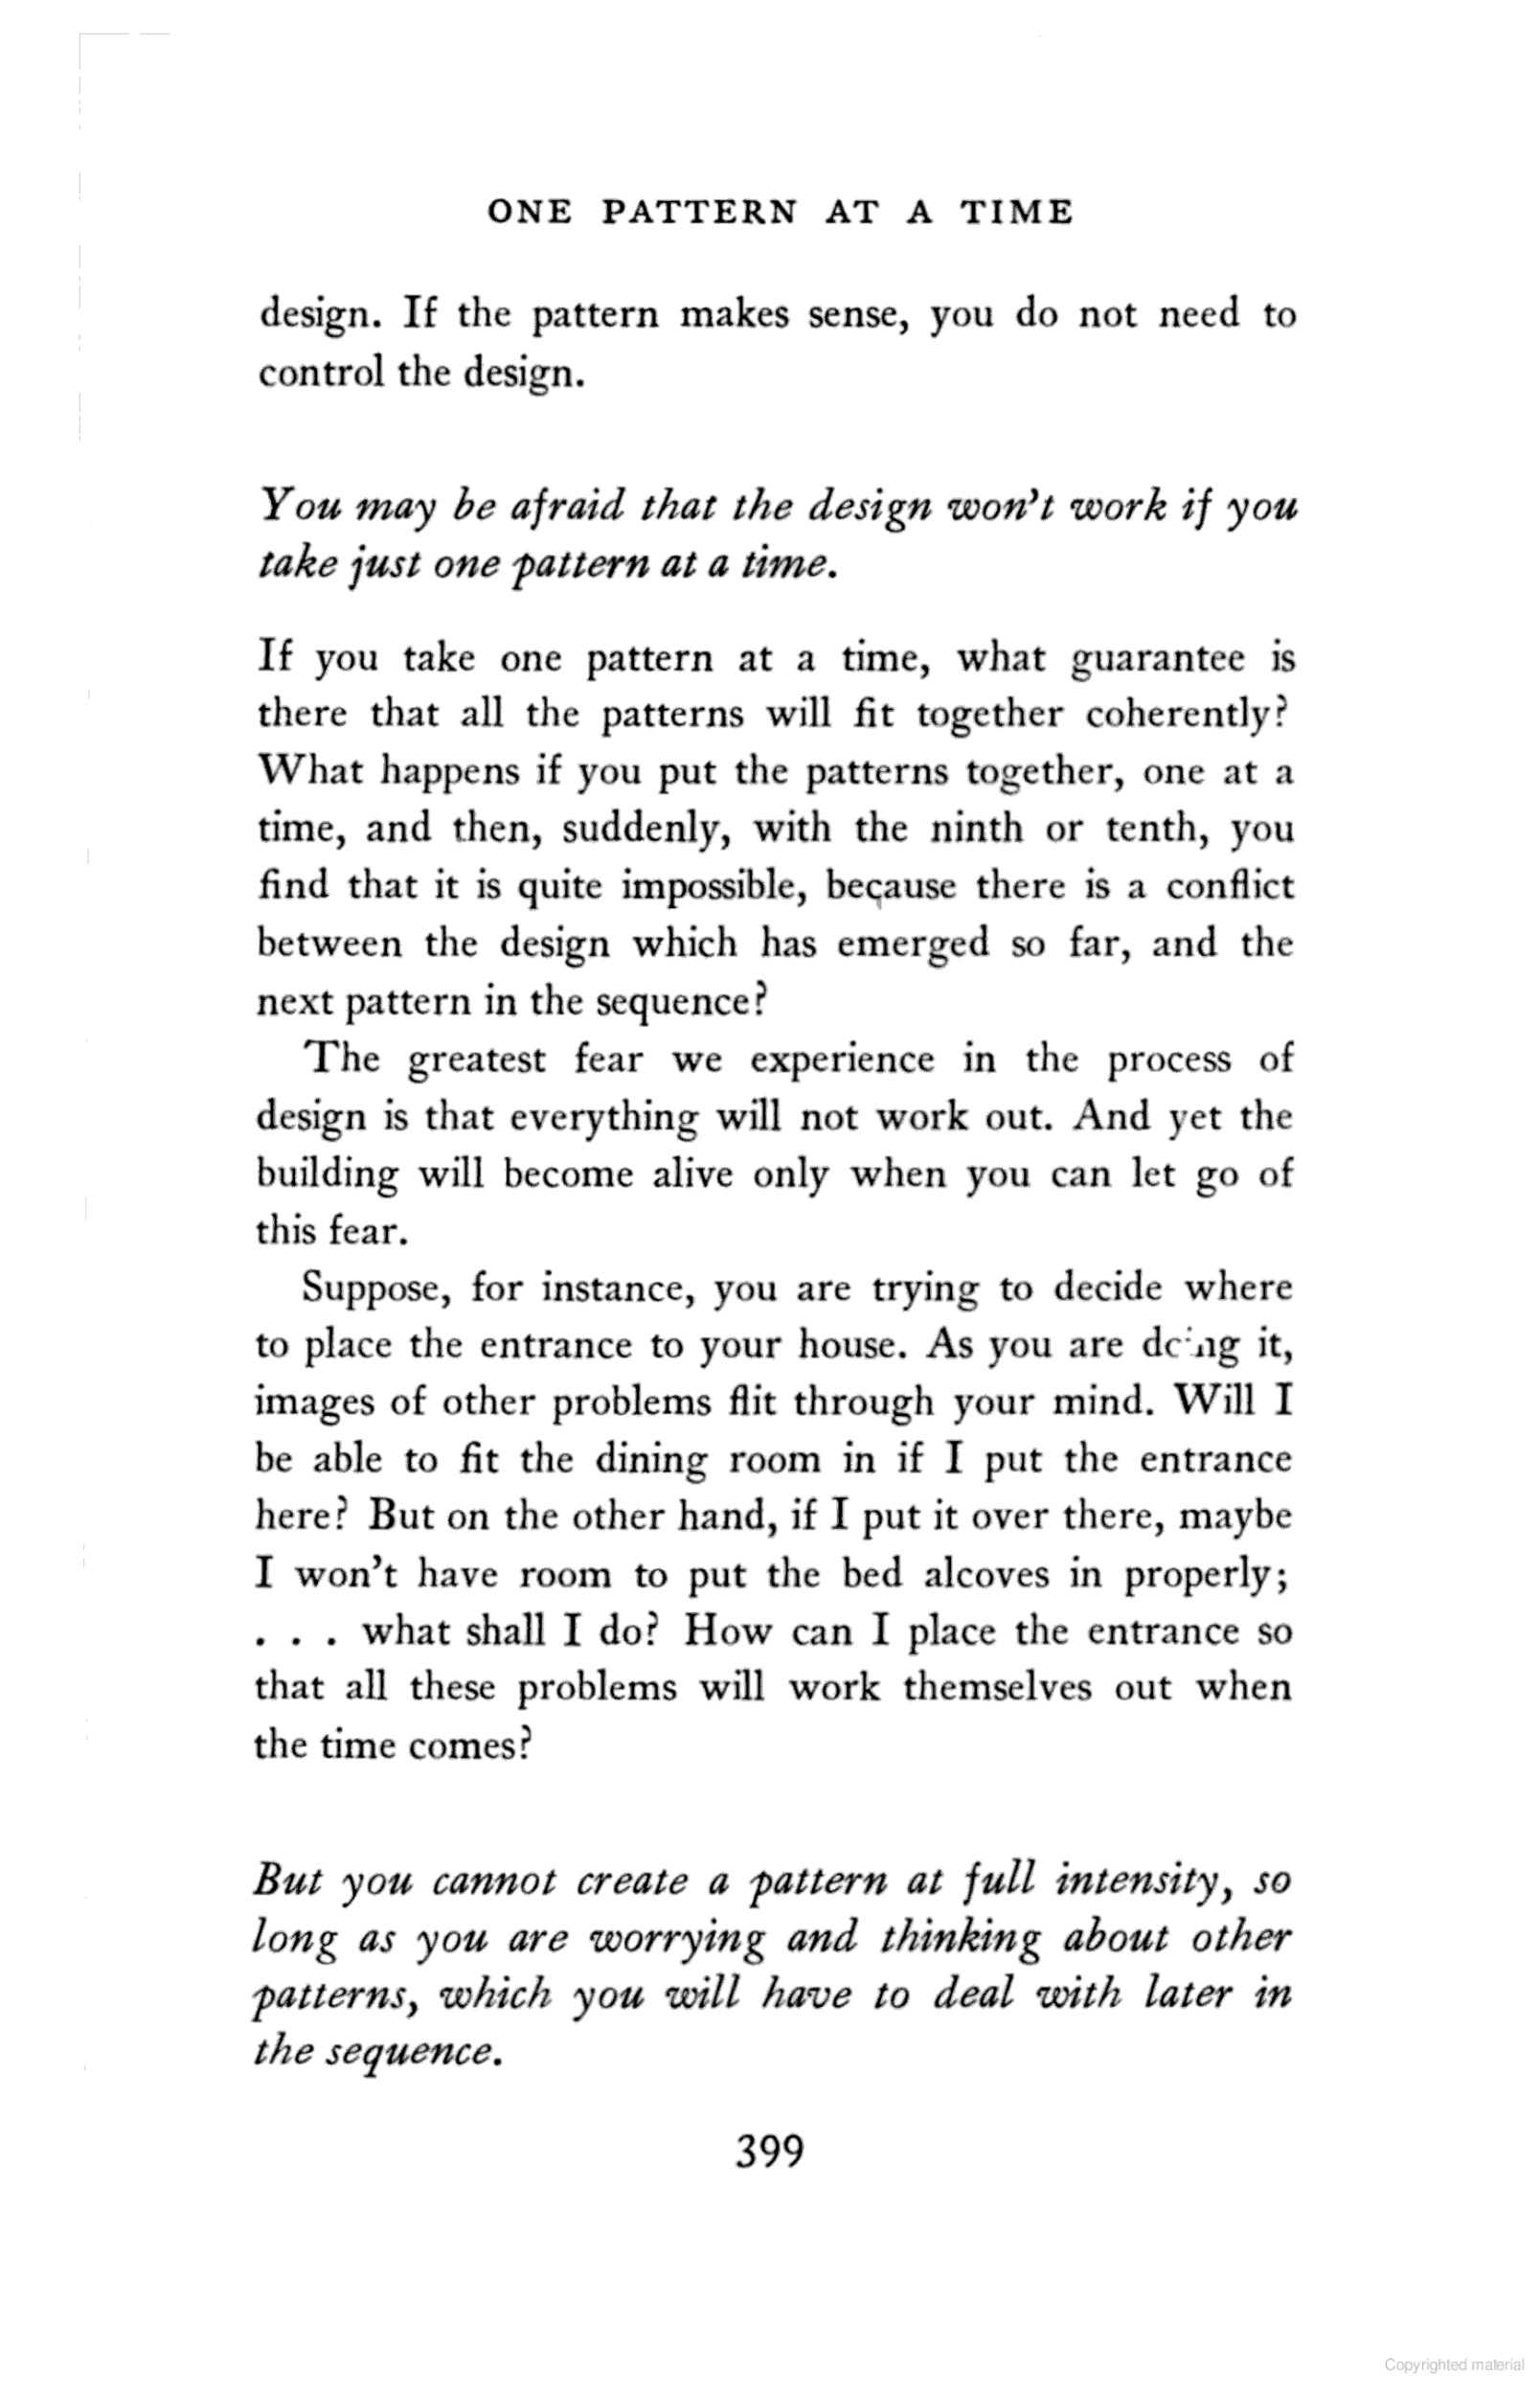 ONE PATTERN AT A TIME
design. If the pattern makes sense, you do not need to
control the design.
You may be afraid that the design won't work if you
take just one pattern at a time.
If you take one pattern at a time, what guarantee is
there that all the patterns will fit together coherently?
What happens if you put the patterns together, one at a
time, and then, suddenly, with the ninth or tenth, you
find that it is quite impossible, because there is a conflict
between the design which has emerged so far, and the
next pattern in the sequence?
The greatest fear we experience in the process of
design is that everything will not work out. And yet the
building will become alive only when you can let go of
this fear.
Suppose, for instance, you are trying to decide where
to place the entrance to your house. As you are doing it,
images of other problems flit through your mind. Will I
be able to fit the dining room in if I put the entrance
here? But on the other hand, if I put it over there, maybe
I won't have room to put the bed alcoves in properly;
. . . what shall I do? How can I place the entrance so
that all these problems will work themselves out when
the time comes?
But you cannot create a pattern at full intensity, so
long as you are worrying and thinking about other
patterns, which you will have to deal with later in
the sequence.
399
Copyrighted material